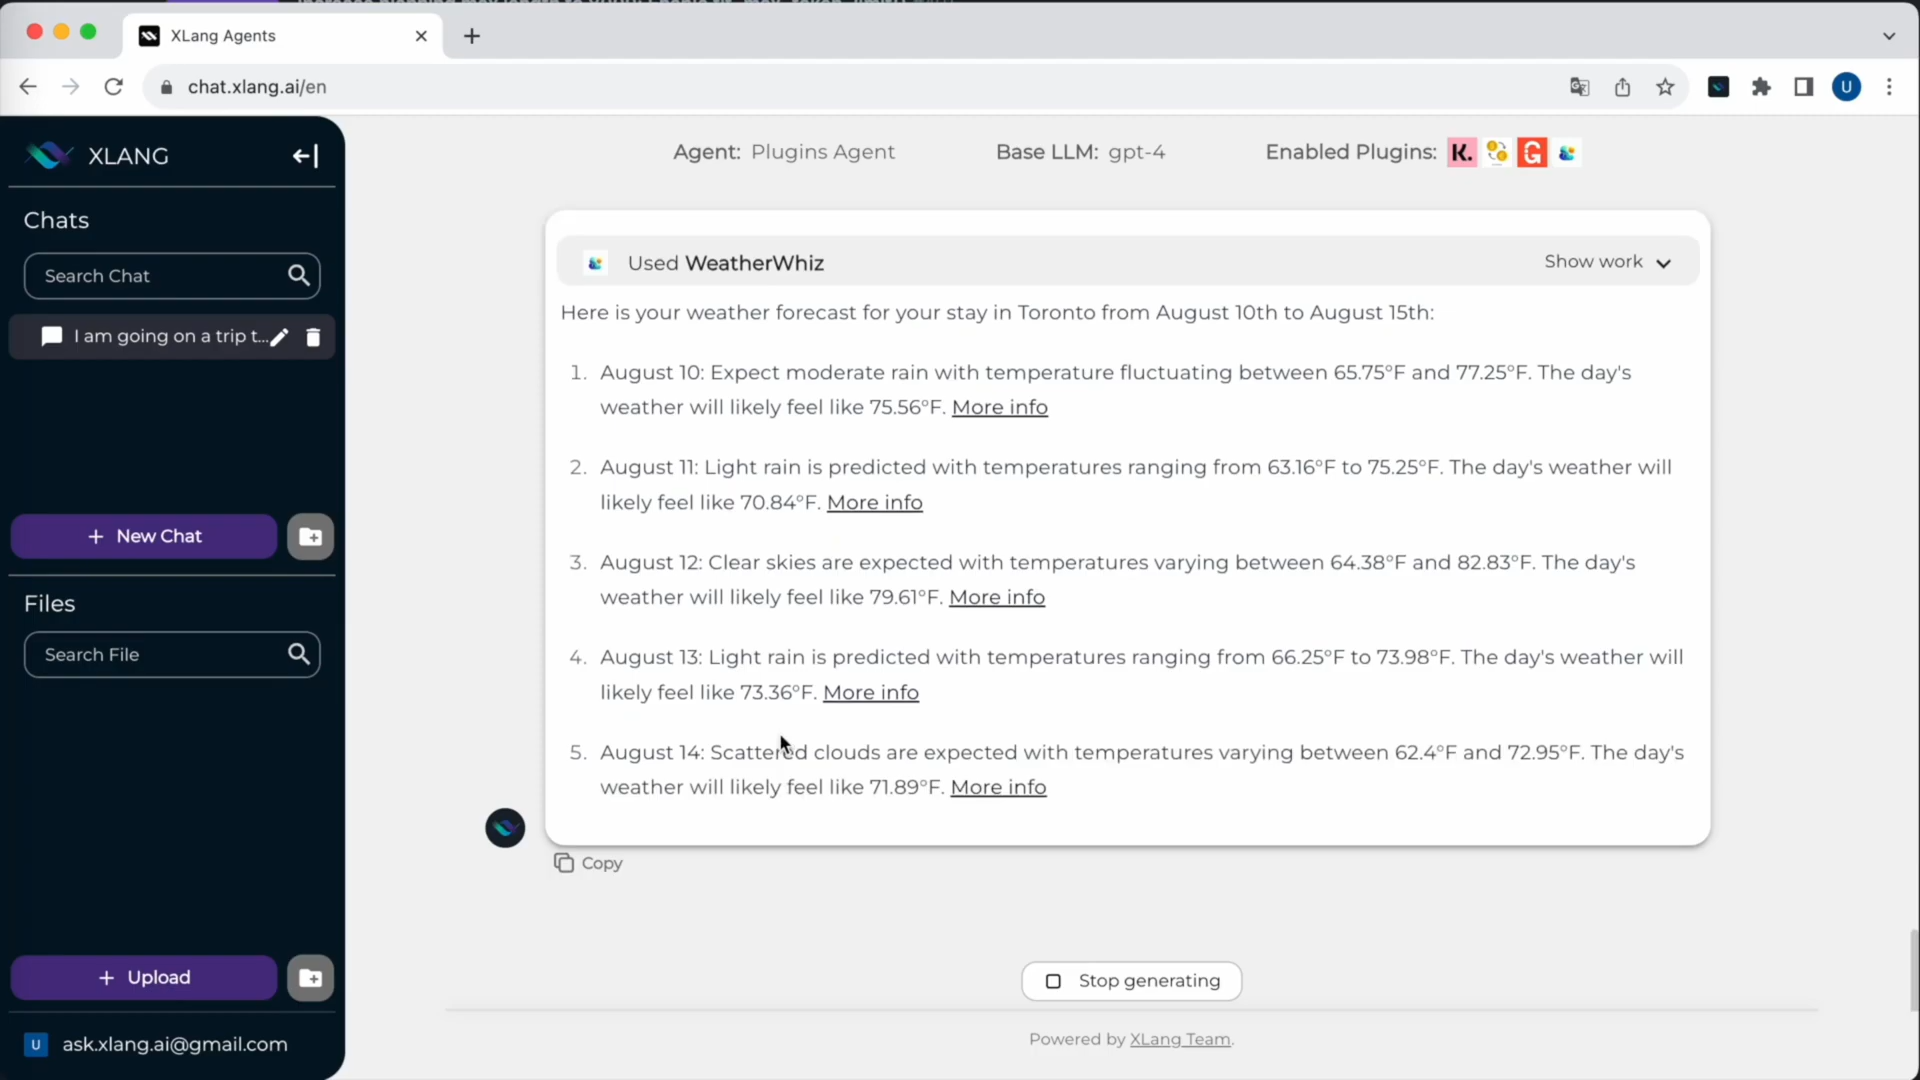 XLang Agents
chat.xlang.ai/en
U
XLANG
Chats
Search Chat
I am going on a trip t...
+ New Chat
Files
Search File
+ Upload
U ask.xlang.ai@gmail.com
Agent: Plugins Agent Base LLM: gpt-4 Enabled Plugins: K. G
Used WeatherWhiz Show work
Here is your weather forecast for your stay in Toronto from August 10th to August 15th:
1. August 10: Expect moderate rain with temperature fluctuating between 65.75°F and 77.25°F. The day's
weather will likely feel like 75.56°F. More info
2. August 11: Light rain is predicted with temperatures ranging from 63.16°F to 75.25°F. The day's weather will
likely feel like 70.84°F. More info
3. August 12: Clear skies are expected with temperatures varying between 64.38°F and 82.83°F. The day's
weather will likely feel like 79.61°F. More info
4. August 13: Light rain is predicted with temperatures ranging from 66.25°F to 73.98°F. The day's weather will
likely feel like 73.36°F. More info
5. August 14: Scattered clouds are expected with temperatures varying between 62.4°F and 72.95°F. The day's
weather will likely feel like 71.89°F. More info
Copy
Stop generating
Powered by XLang Team.